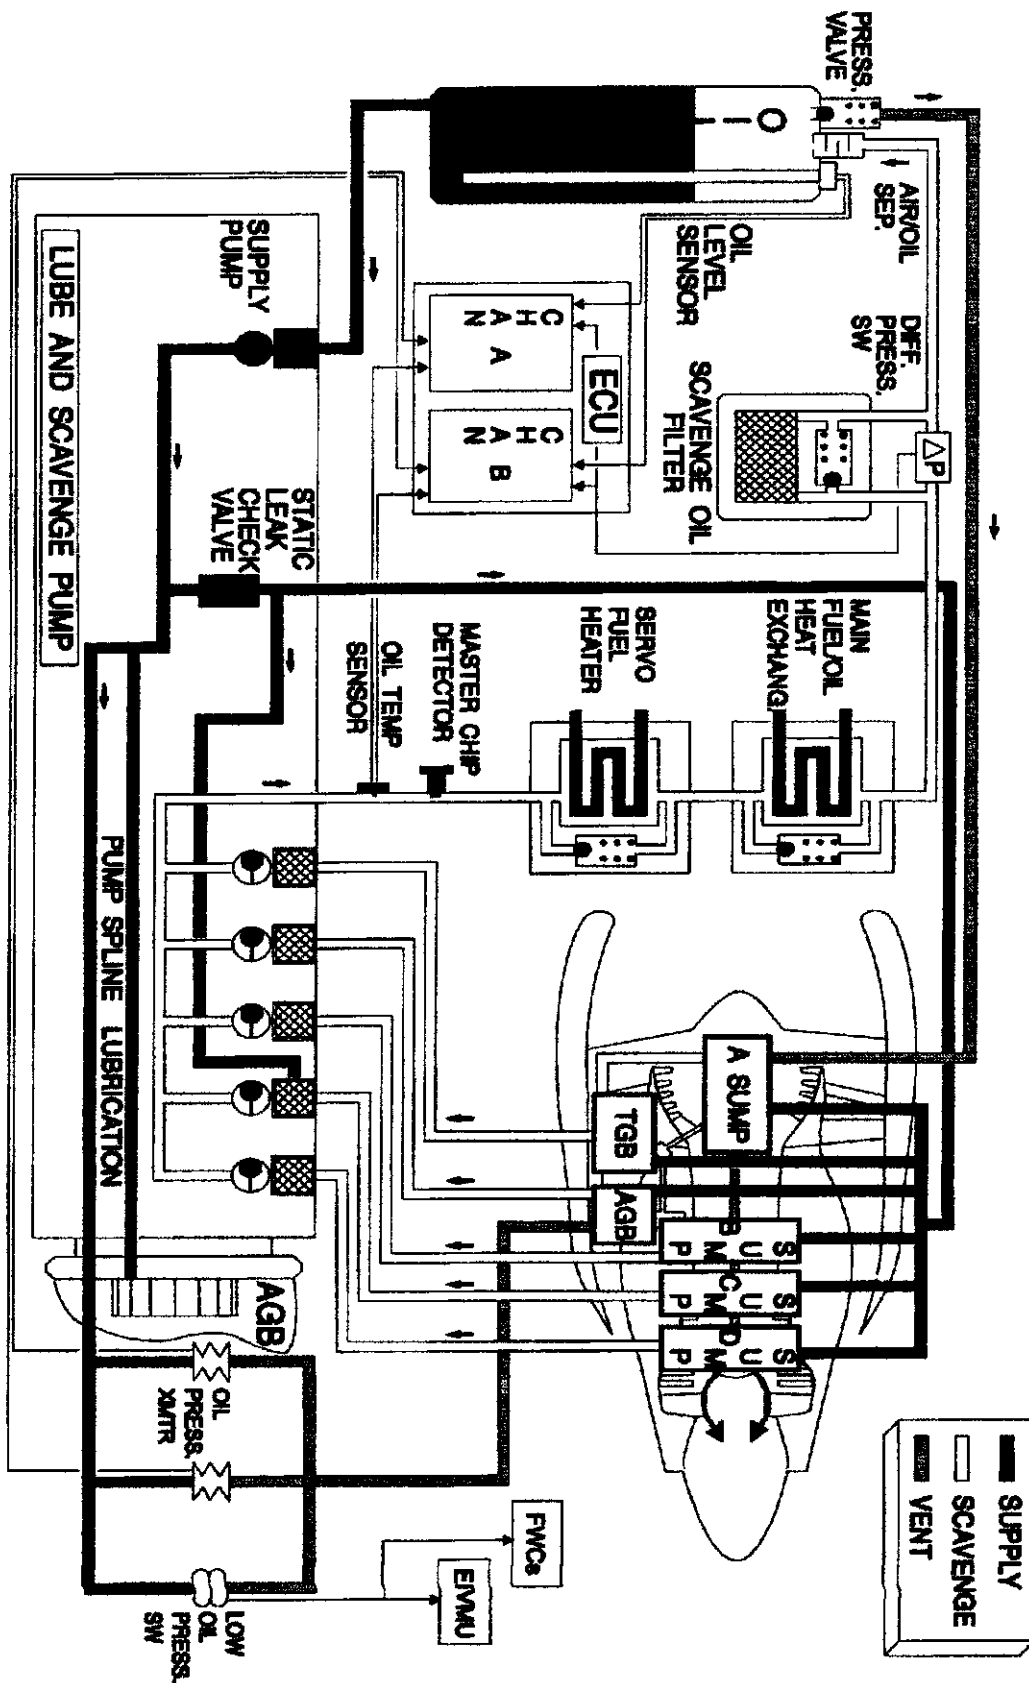 PRESS.
VALVE
OIL
AIR/OIL
SEP.
OIL
LEVEL
SENSOR
DIFF.
PRESS.
SW
ΔP
SCAVENGE OIL
FILTER
ECU
CHAN
A
CHAN
B
SUPPLY
PUMP
LUBE AND SCAVENGE PUMP
STATIC
LEAK
CHECK
VALVE
MAIN
FUEL/OIL
HEAT
EXCHANG
SERVO
FUEL
HEATER
MASTER CHIP
DETECTOR
OIL TEMP
SENSOR
PUMP SPLINE LUBRICATION
A SUMP
TGB
AGB
B SUMP
C SUMP
D SUMP
AGB
OIL
PRESS.
XMTR
LOW
OIL
PRESS.
SW
FWCs
EIVMU
SUPPLY
SCAVENGE
VENT